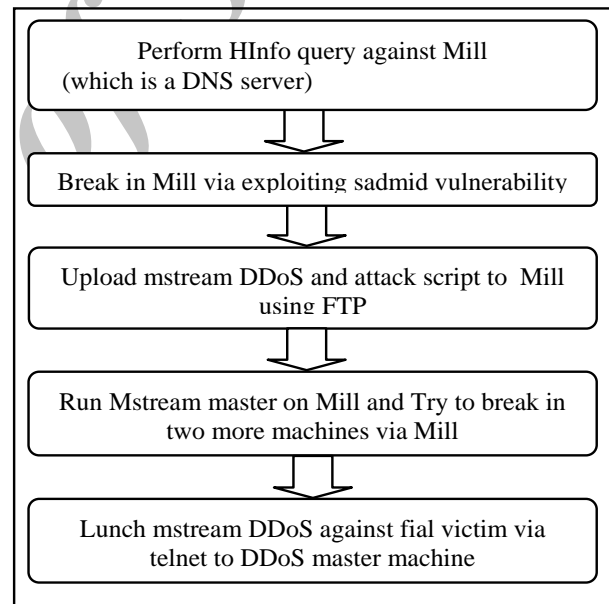 Perform HInfo query against Mill
(which is a DNS server)
Break in Mill via exploiting sadmid vulnerability
Upload mstream DDoS and attack script to Mill
using FTP
Run Mstream master on Mill and Try to break in
two more machines via Mill
Lunch mstream DDoS against fial victim via
telnet to DDoS master machine